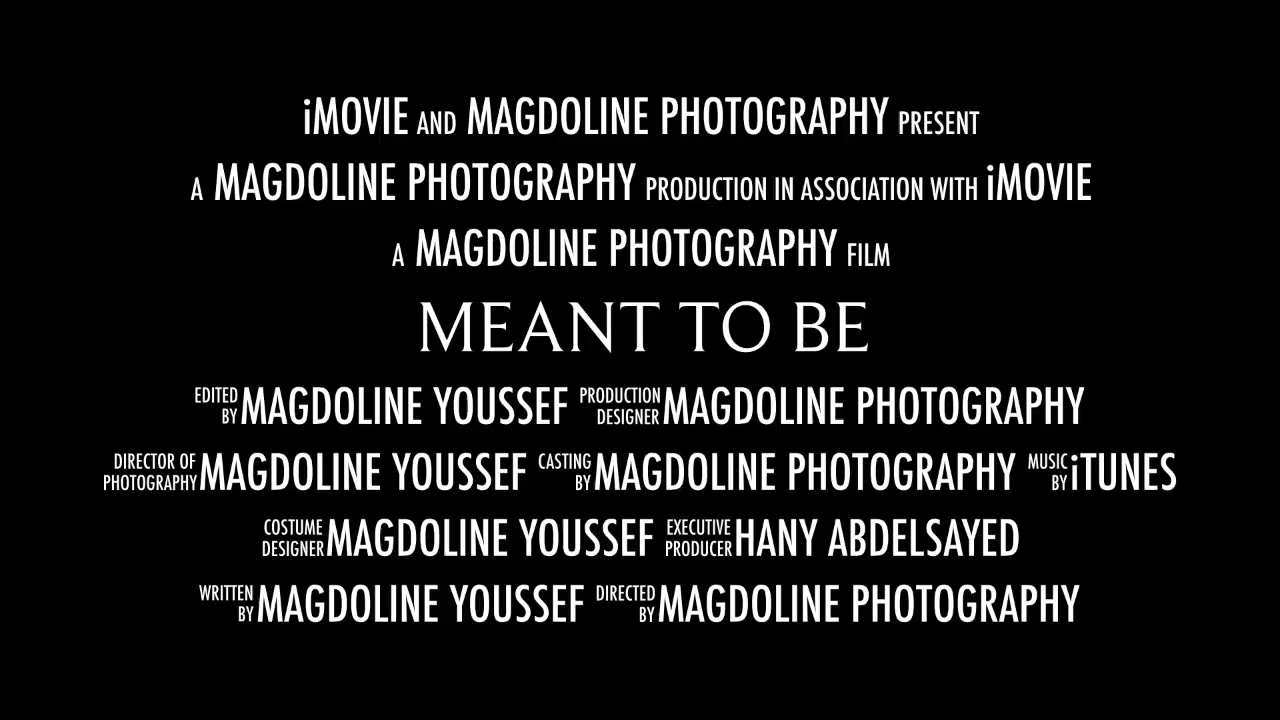 iMOVIE AND MAGDOLINE PHOTOGRAPHY PRESENT
A MAGDOLINE PHOTOGRAPHY PRODUCTION IN ASSOCIATION WITH iMOVIE
A MAGDOLINE PHOTOGRAPHY FILM
MEANT TO BE
EDITED BY MAGDOLINE YOUSSEF PRODUCTION DESIGNER MAGDOLINE PHOTOGRAPHY
DIRECTOR OF PHOTOGRAPHY MAGDOLINE YOUSSEF CASTING BY MAGDOLINE PHOTOGRAPHY MUSIC BY iTUNES
COSTUME DESIGNER MAGDOLINE YOUSSEF EXECUTIVE PRODUCER HANY ABDELSAYED
WRITTEN BY MAGDOLINE YOUSSEF DIRECTED BY MAGDOLINE PHOTOGRAPHY